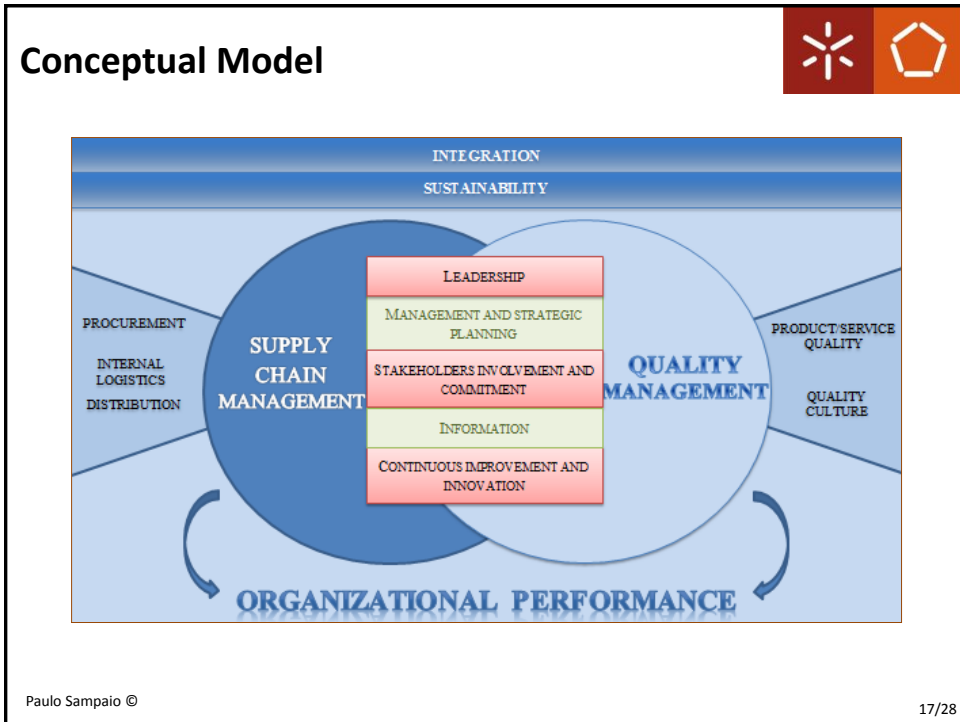 Conceptual Model
INTEGRATION
SUSTAINABILITY
LEADERSHIP
MANAGEMENT AND STRATEGIC
PLANNING
STAKEHOLDERS INVOLVEMENT AND
COMMITMENT
INFORMATION
CONTINUOUS IMPROVEMENT AND
INNOVATION
PROCUREMENT
INTERNAL
LOGISTICS
DISTRIBUTION
SUPPLY
CHAIN
MANAGEMENT
QUALITY
MANAGEMENT
PRODUCT/SERVICE
QUALITY
QUALITY
CULTURE
ORGANIZATIONAL PERFORMANCE
Paulo Sampaio ©
17/28